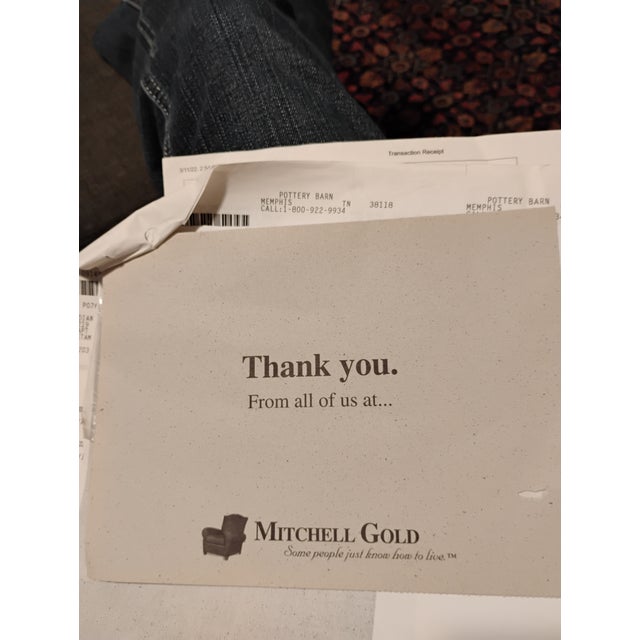 Transaction Receipt
POTTERY BARN
MEMPHIS TN 38118
CALL:1-800-922-9934
POTTERY BARN
MEMPHIS
Thank you.
From all of us at...
MITCHELL GOLD
Some people just know how to live.™